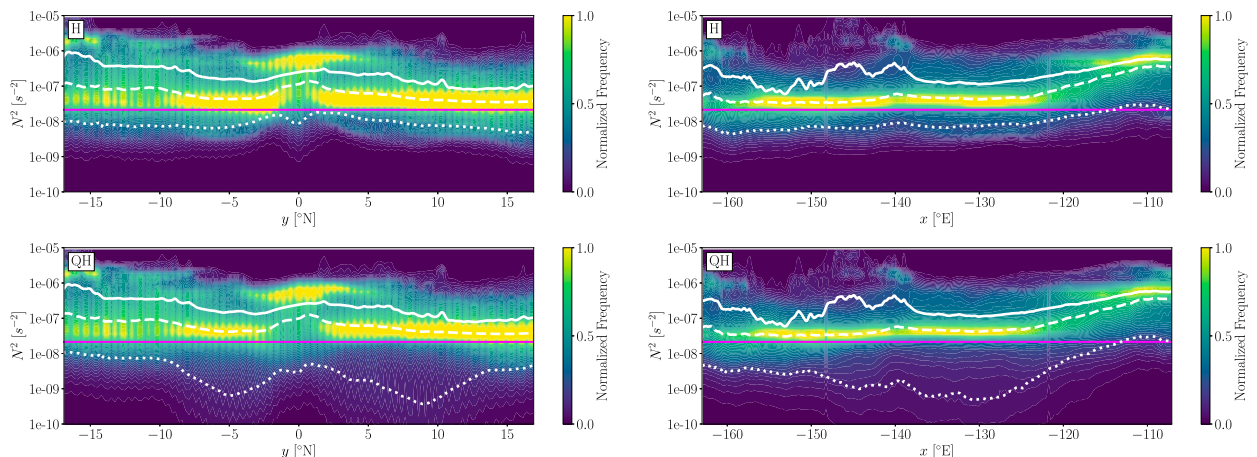 H
N² [s⁻²]
1e-05
1e-06
1e-07
1e-08
1e-09
1e-10
−15 −10 −5 0 5 10 15
y [°N]
1.0
0.5
0.0
Normalized Frequency
H
N² [s⁻²]
1e-05
1e-06
1e-07
1e-08
1e-09
1e-10
−160 −150 −140 −130 −120 −110
x [°E]
1.0
0.5
0.0
Normalized Frequency
QH
N² [s⁻²]
1e-05
1e-06
1e-07
1e-08
1e-09
1e-10
−15 −10 −5 0 5 10 15
y [°N]
1.0
0.5
0.0
Normalized Frequency
QH
N² [s⁻²]
1e-05
1e-06
1e-07
1e-08
1e-09
1e-10
−160 −150 −140 −130 −120 −110
x [°E]
1.0
0.5
0.0
Normalized Frequency